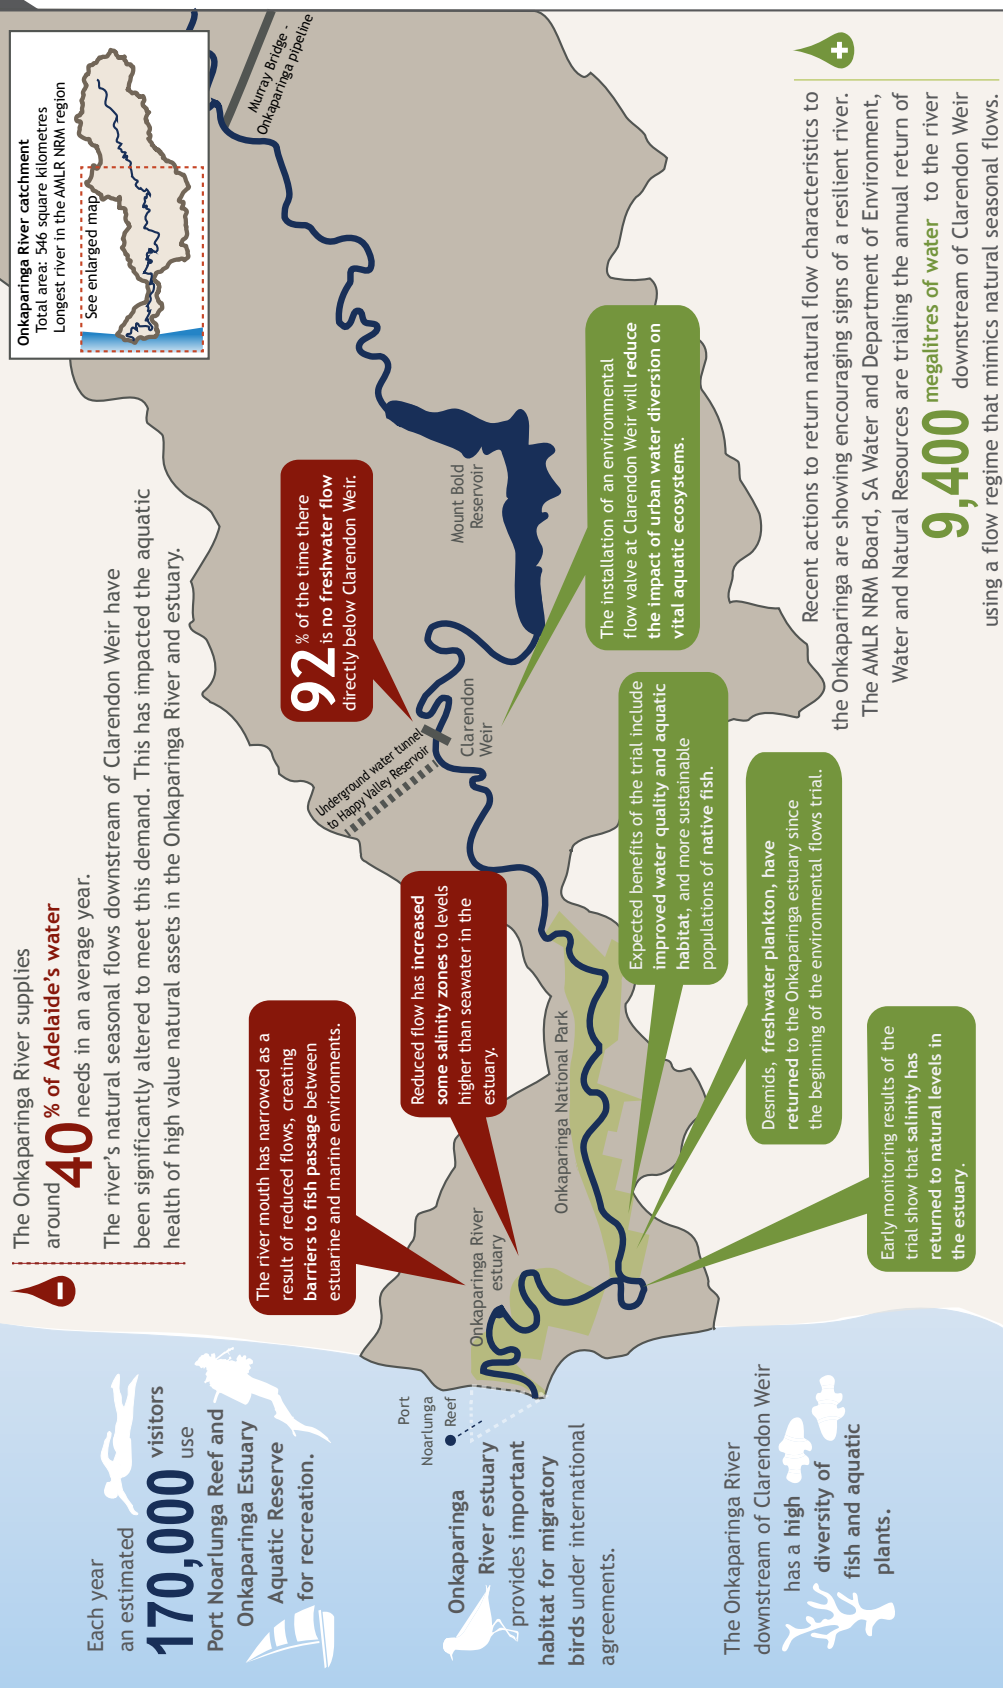 Each year
an estimated
170,000 visitors
use
Port Noarlunga Reef and
Onkaparinga Estuary
Aquatic Reserve
for recreation.
Onkaparinga
River estuary
provides important
habitat for migratory
birds under international
agreements.
The Onkaparinga River
downstream of Clarendon Weir
has a high
diversity of
fish and aquatic
plants.
Port
Noarlunga
Reef
–
The Onkaparinga River supplies
around 40 % of Adelaide’s water
needs in an average year.
The river’s natural seasonal flows downstream of Clarendon Weir have
been significantly altered to meet this demand. This has impacted the aquatic
health of high value natural assets in the Onkaparinga River and estuary.
The river mouth has narrowed as a
result of reduced flows, creating
barriers to fish passage between
estuarine and marine environments.
Reduced flow has increased
some salinity zones to levels
higher than seawater in the
estuary.
92 % of the time there
is no freshwater flow
directly below Clarendon Weir.
Onkaparinga River
estuary
Onkaparinga National Park
Underground water tunnel
to Happy Valley Reservoir
Clarendon
Weir
Mount Bold
Reservoir
Murray Bridge -
Onkaparinga pipeline
Onkaparinga River catchment
Total area: 546 square kilometres
Longest river in the AMLR NRM region
See enlarged map
The installation of an environmental
flow valve at Clarendon Weir will reduce
the impact of urban water diversion on
vital aquatic ecosystems.
Expected benefits of the trial include
improved water quality and aquatic
habitat, and more sustainable
populations of native fish.
Desmids, freshwater plankton, have
returned to the Onkaparinga estuary since
the beginning of the environmental flows trial.
Early monitoring results of the
trial show that salinity has
returned to natural levels in
the estuary.
+
Recent actions to return natural flow characteristics to
the Onkaparinga are showing encouraging signs of a resilient river.
The AMLR NRM Board, SA Water and Department of Environment,
Water and Natural Resources are trialing the annual return of
9,400 megalitres of water to the river
downstream of Clarendon Weir
using a flow regime that mimics natural seasonal flows.